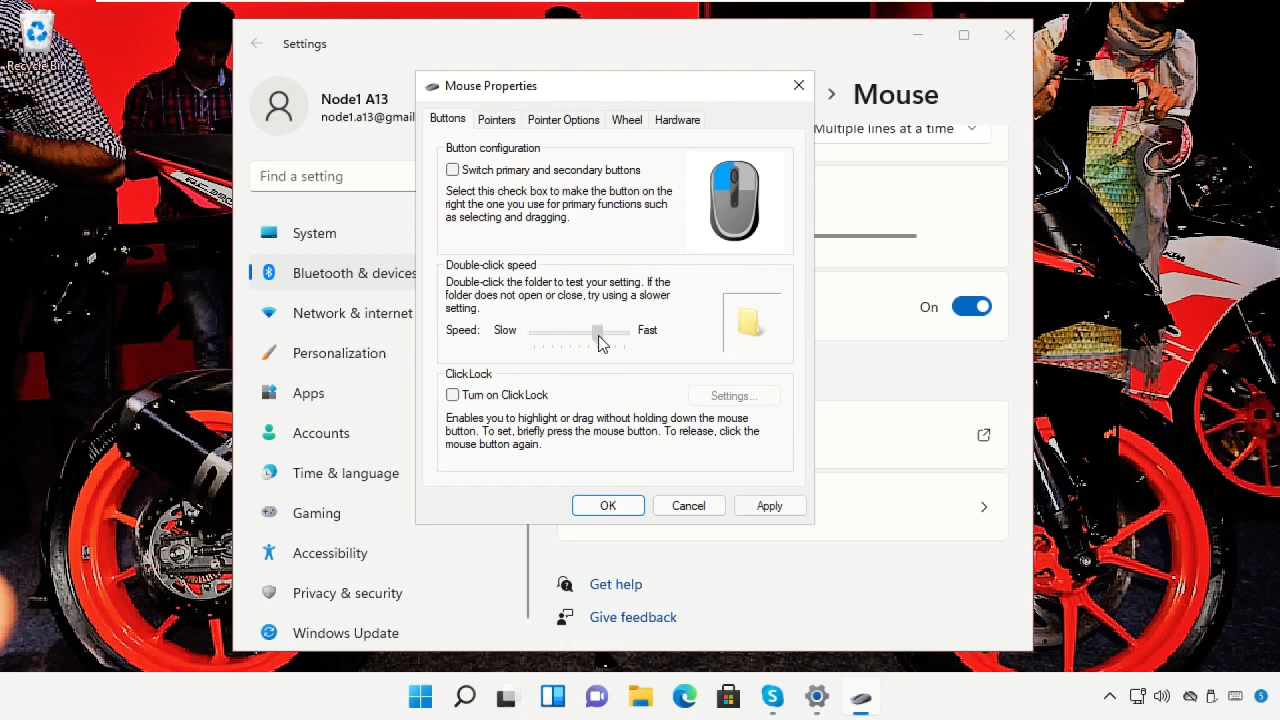 Recycle Bin
Settings
Node1 A13
node1.a13@gmail
Find a setting
System
Bluetooth & devices
Network & internet
Personalization
Apps
Accounts
Time & language
Gaming
Accessibility
Privacy & security
Windows Update
Mouse Properties
Buttons
Pointers
Pointer Options
Wheel
Hardware
Button configuration
Switch primary and secondary buttons
Select this check box to make the button on the
right the one you use for primary functions such
as selecting and dragging.
Double-click speed
Double-click the folder to test your setting. If the
folder does not open or close, try using a slower
setting.
Speed: Slow Fast
ClickLock
Turn on ClickLock
Settings...
Enables you to highlight or drag without holding down the mouse
button. To set, briefly press the mouse button. To release, click the
mouse button again.
OK
Cancel
Apply
› Mouse
Multiple lines at a time
On
Get help
Give feedback
5